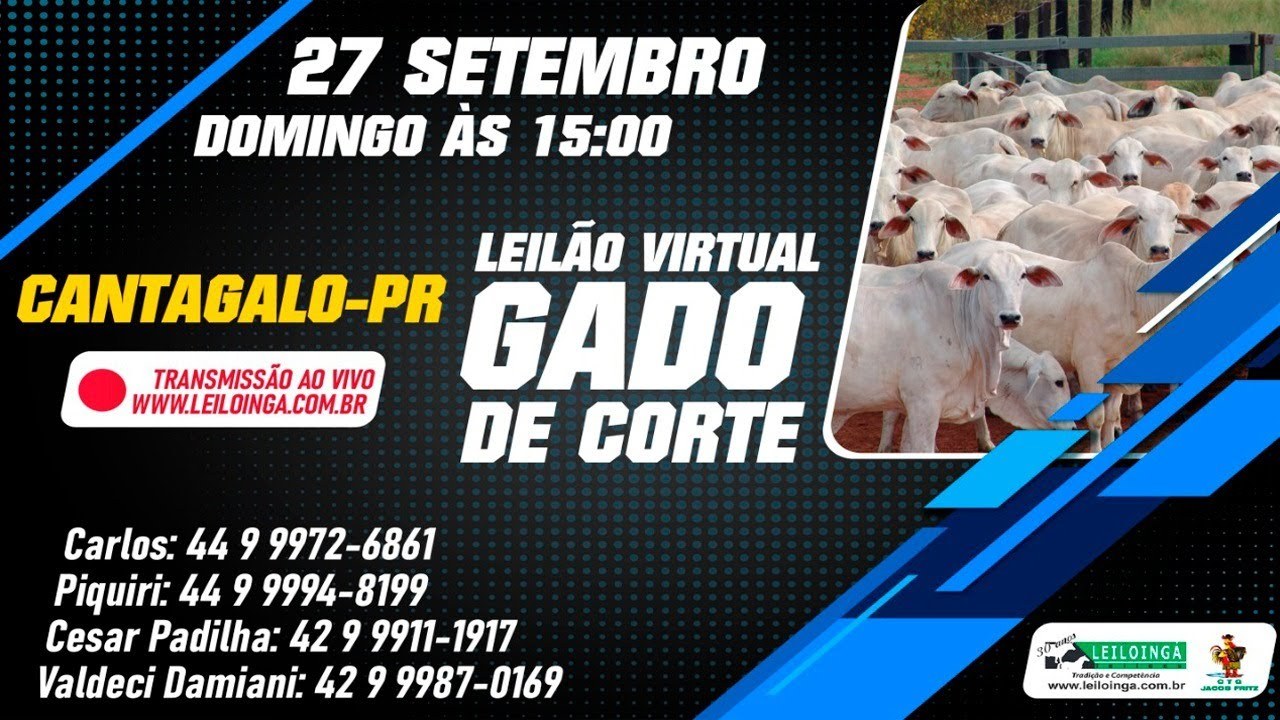 27 SETEMBRO
DOMINGO ÀS 15:00
LEILÃO VIRTUAL
GADO
DE CORTE
CANTAGALO-PR
TRANSMISSÃO AO VIVO
WWW.LEILOINGA.COM.BR
Carlos: 44 9 9972-6861
Piquiri: 44 9 9994-8199
Cesar Padilha: 42 9 9911-1917
Valdeci Damiani: 42 9 9987-0169
30 anos
LEILOINGÁ
Tradição e Competência
www.leiloinga.com.br
CTG
JACOB FRITZ